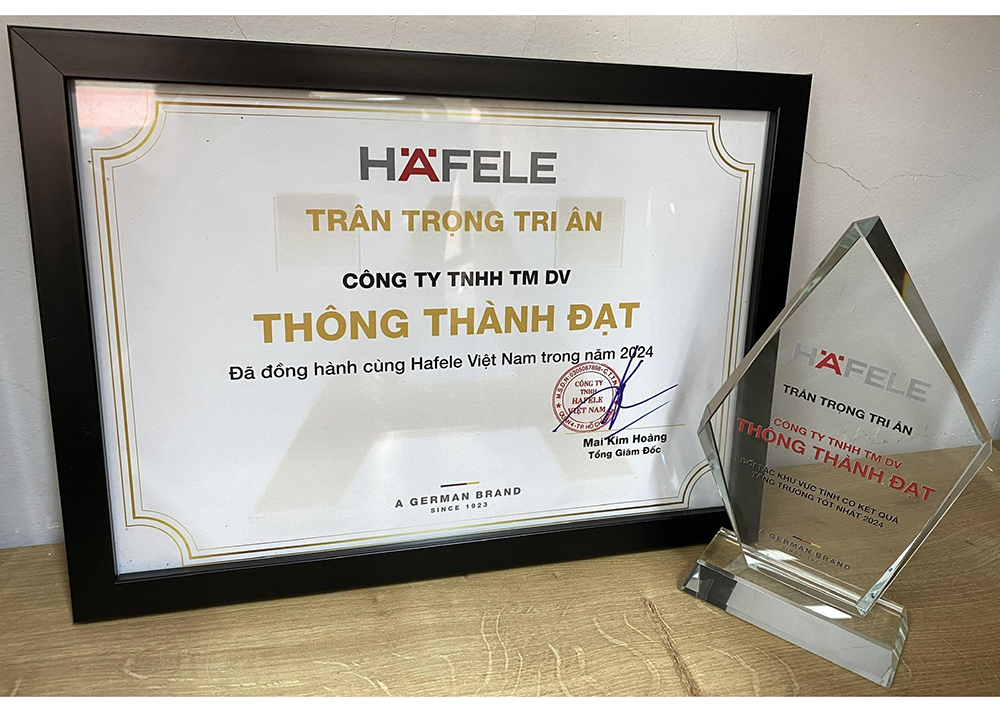 HÄFELE
TRÂN TRỌNG TRI ÂN
CÔNG TY TNHH TM DV
THÔNG THÀNH ĐẠT
Đã đồng hành cùng Hafele Việt Nam trong năm 2024
CÔNG TY
TNHH
HAFELE
VIỆT NAM
Mai Kim Hoàng
Tổng Giám Đốc
A GERMAN BRAND
SINCE 1923
HÄFELE
TRÂN TRỌNG TRI ÂN
CÔNG TY TNHH TM DV
THÔNG THÀNH ĐẠT
ĐỐI TÁC KHU VỰC TỈNH CÓ KẾT QUẢ
TĂNG TRƯỞNG TỐT NHẤT 2024
A GERMAN BRAND